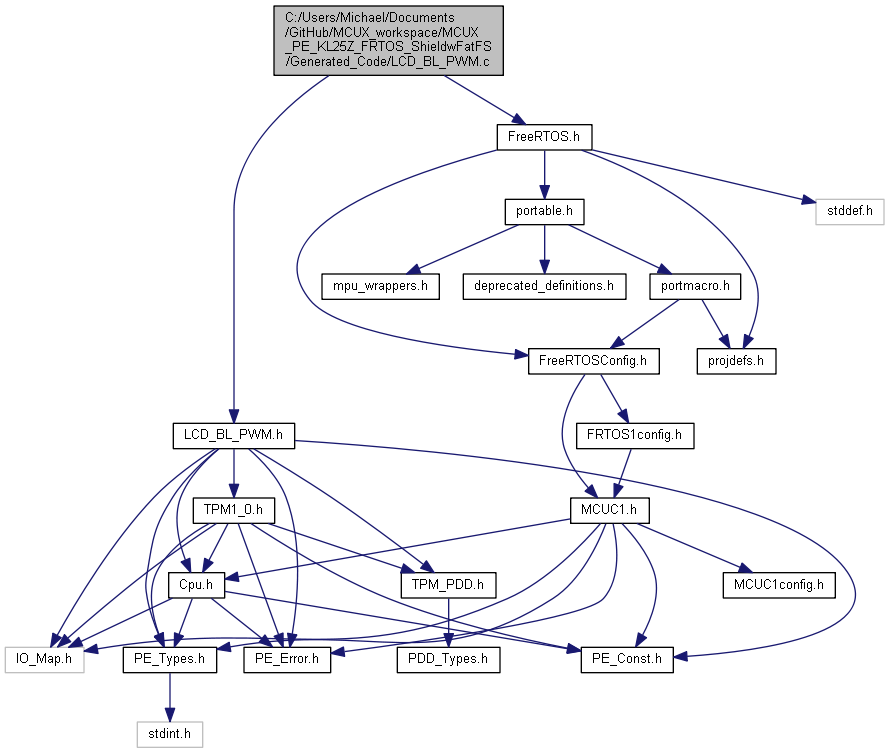 C:/Users/Michael/Documents
/GitHub/MCUX_workspace/MCUX
_PE_KL25Z_FRTOS_ShieldwFatFS
/Generated_Code/LCD_BL_PWM.c
FreeRTOS.h
portable.h
stddef.h
mpu_wrappers.h
deprecated_definitions.h
portmacro.h
FreeRTOSConfig.h
projdefs.h
LCD_BL_PWM.h
FRTOS1config.h
TPM1_0.h
MCUC1.h
Cpu.h
TPM_PDD.h
MCUC1config.h
IO_Map.h
PE_Types.h
PE_Error.h
PDD_Types.h
PE_Const.h
stdint.h